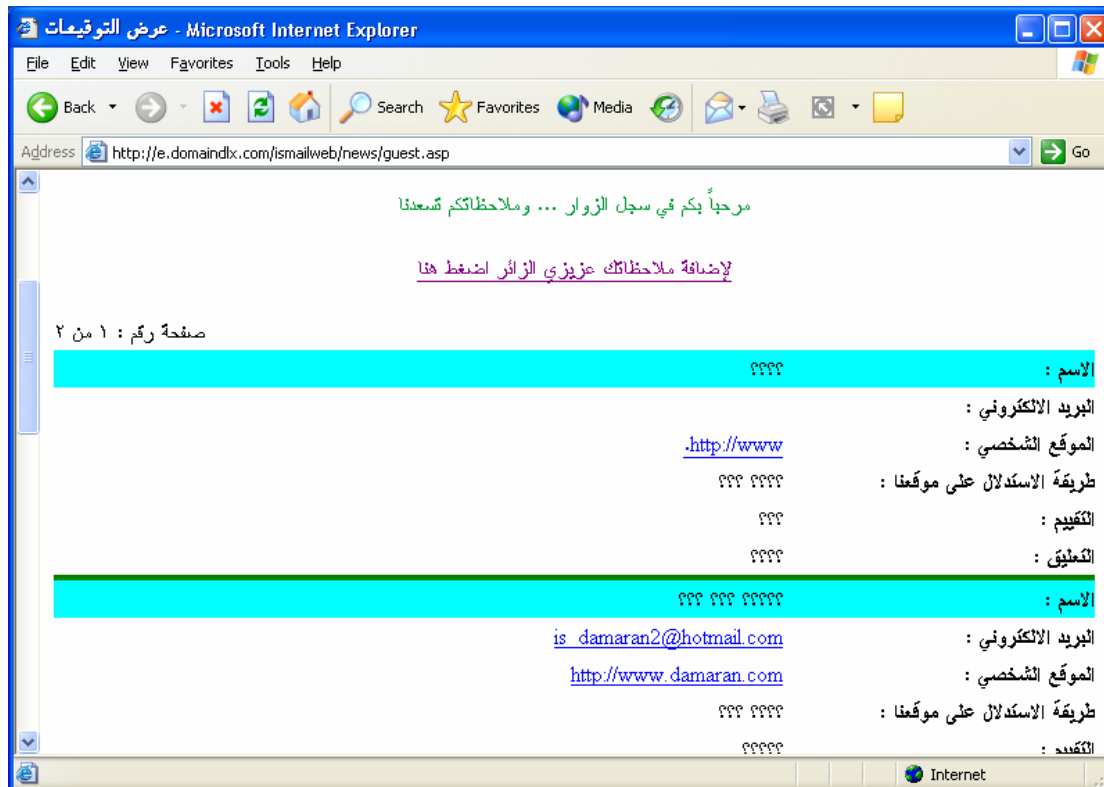 عرض التوقيعات - Microsoft Internet Explorer
File Edit View Favorites Tools Help
Back Search Favorites Media
Address http://e.domaindlx.com/ismailweb/news/guest.asp Go
مرحباً بكم في سجل الزوار ... وملاحظاتكم تسعدنا
لإضافة ملاحظاتك عزيزي الزائر اضغط هنا
صفحة رقم : ١ من ٢
الاسم : ؟؟؟؟
البريد الالكتروني :
الموقع الشخصي : http://www.
طريقة الاستدلال على موقعنا : ؟؟؟؟ ؟؟؟
التقييم : ؟؟؟
التعليق : ؟؟؟؟
الاسم : ؟؟؟؟؟ ؟؟؟ ؟؟؟
البريد الالكتروني : is_damaran2@hotmail.com
الموقع الشخصي : http://www.damaran.com
طريقة الاستدلال على موقعنا : ؟؟؟؟ ؟؟؟
التقييم : ؟؟؟؟؟
Internet